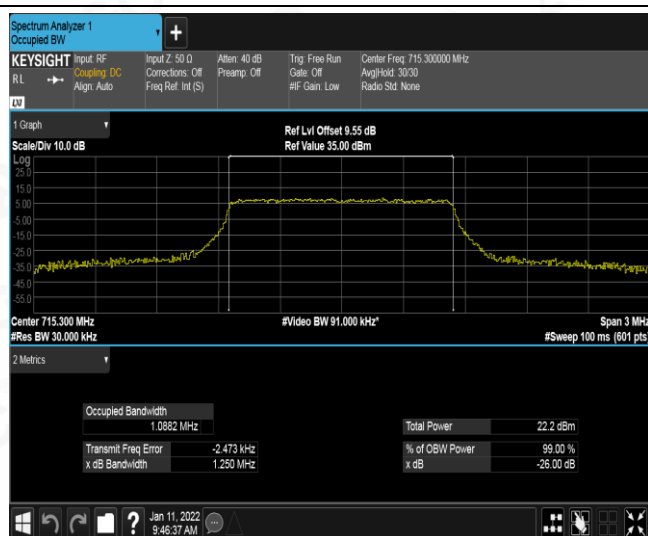 Spectrum Analyzer 1
Occupied BW
+
KEYSIGHT Input: RF Input Z: 50 Ω Atten: 40 dB Trig: Free Run Center Freq: 715.300000 MHz
RL Coupling: DC Corrections: Off Preamp: Off Gate: Off Avg|Hold: 30/30
Align: Auto Freq Ref: Int (S) #IF Gain: Low Radio Std: None
LXI
1 Graph Ref Lvl Offset 9.55 dB
Scale/Div 10.0 dB Ref Value 35.00 dBm
Log
25.0
15.0
5.00
-5.00
-15.0
-25.0
-35.0
-45.0
-55.0
Center 715.300 MHz #Video BW 91.000 kHz* Span 3 MHz
#Res BW 30.000 kHz #Sweep 100 ms (601 pts)
2 Metrics
Occupied Bandwidth
1.0882 MHz Total Power 22.2 dBm
Transmit Freq Error -2.473 kHz % of OBW Power 99.00 %
x dB Bandwidth 1.250 MHz x dB -26.00 dB
? Jan 11, 2022
9:46:37 AM